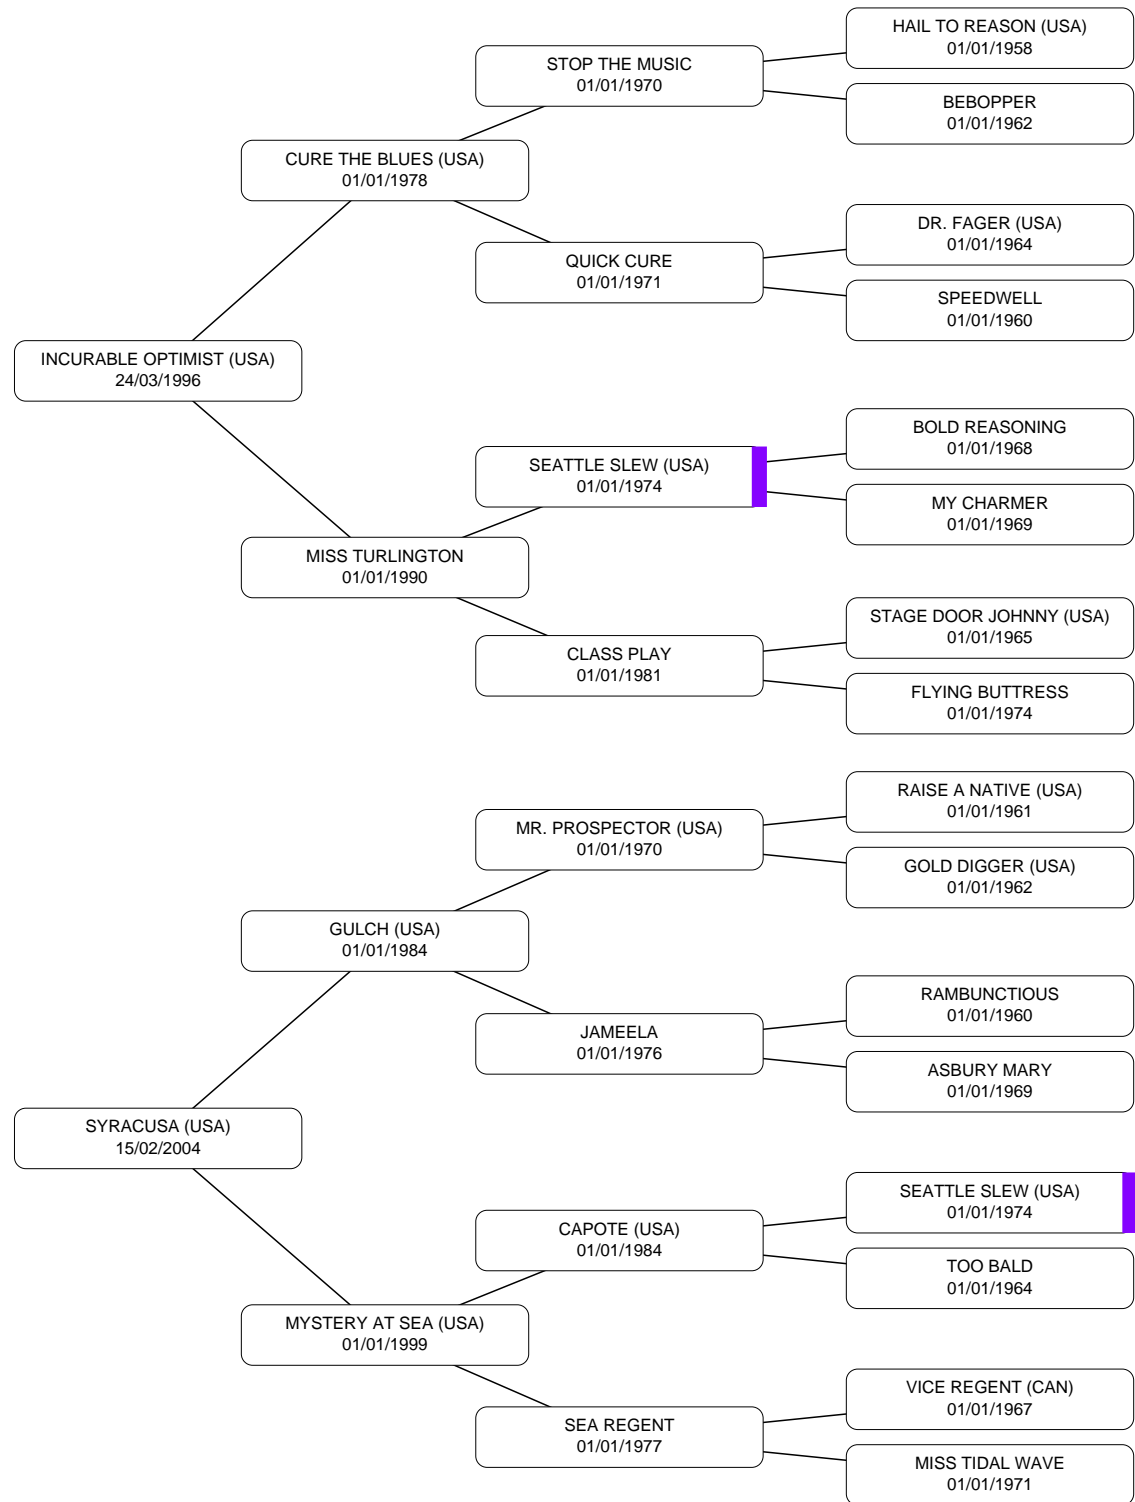 HAIL TO REASON (USA)
01/01/1958
STOP THE MUSIC
01/01/1970
BEBOPPER
01/01/1962
CURE THE BLUES (USA)
01/01/1978
DR. FAGER (USA)
01/01/1964
QUICK CURE
01/01/1971
SPEEDWELL
01/01/1960
INCURABLE OPTIMIST (USA)
24/03/1996
BOLD REASONING
01/01/1968
SEATTLE SLEW (USA)
01/01/1974
MY CHARMER
01/01/1969
MISS TURLINGTON
01/01/1990
STAGE DOOR JOHNNY (USA)
01/01/1965
CLASS PLAY
01/01/1981
FLYING BUTTRESS
01/01/1974
RAISE A NATIVE (USA)
01/01/1961
MR. PROSPECTOR (USA)
01/01/1970
GOLD DIGGER (USA)
01/01/1962
GULCH (USA)
01/01/1984
RAMBUNCTIOUS
01/01/1960
JAMEELA
01/01/1976
ASBURY MARY
01/01/1969
SYRACUSA (USA)
15/02/2004
SEATTLE SLEW (USA)
01/01/1974
CAPOTE (USA)
01/01/1984
TOO BALD
01/01/1964
MYSTERY AT SEA (USA)
01/01/1999
VICE REGENT (CAN)
01/01/1967
SEA REGENT
01/01/1977
MISS TIDAL WAVE
01/01/1971